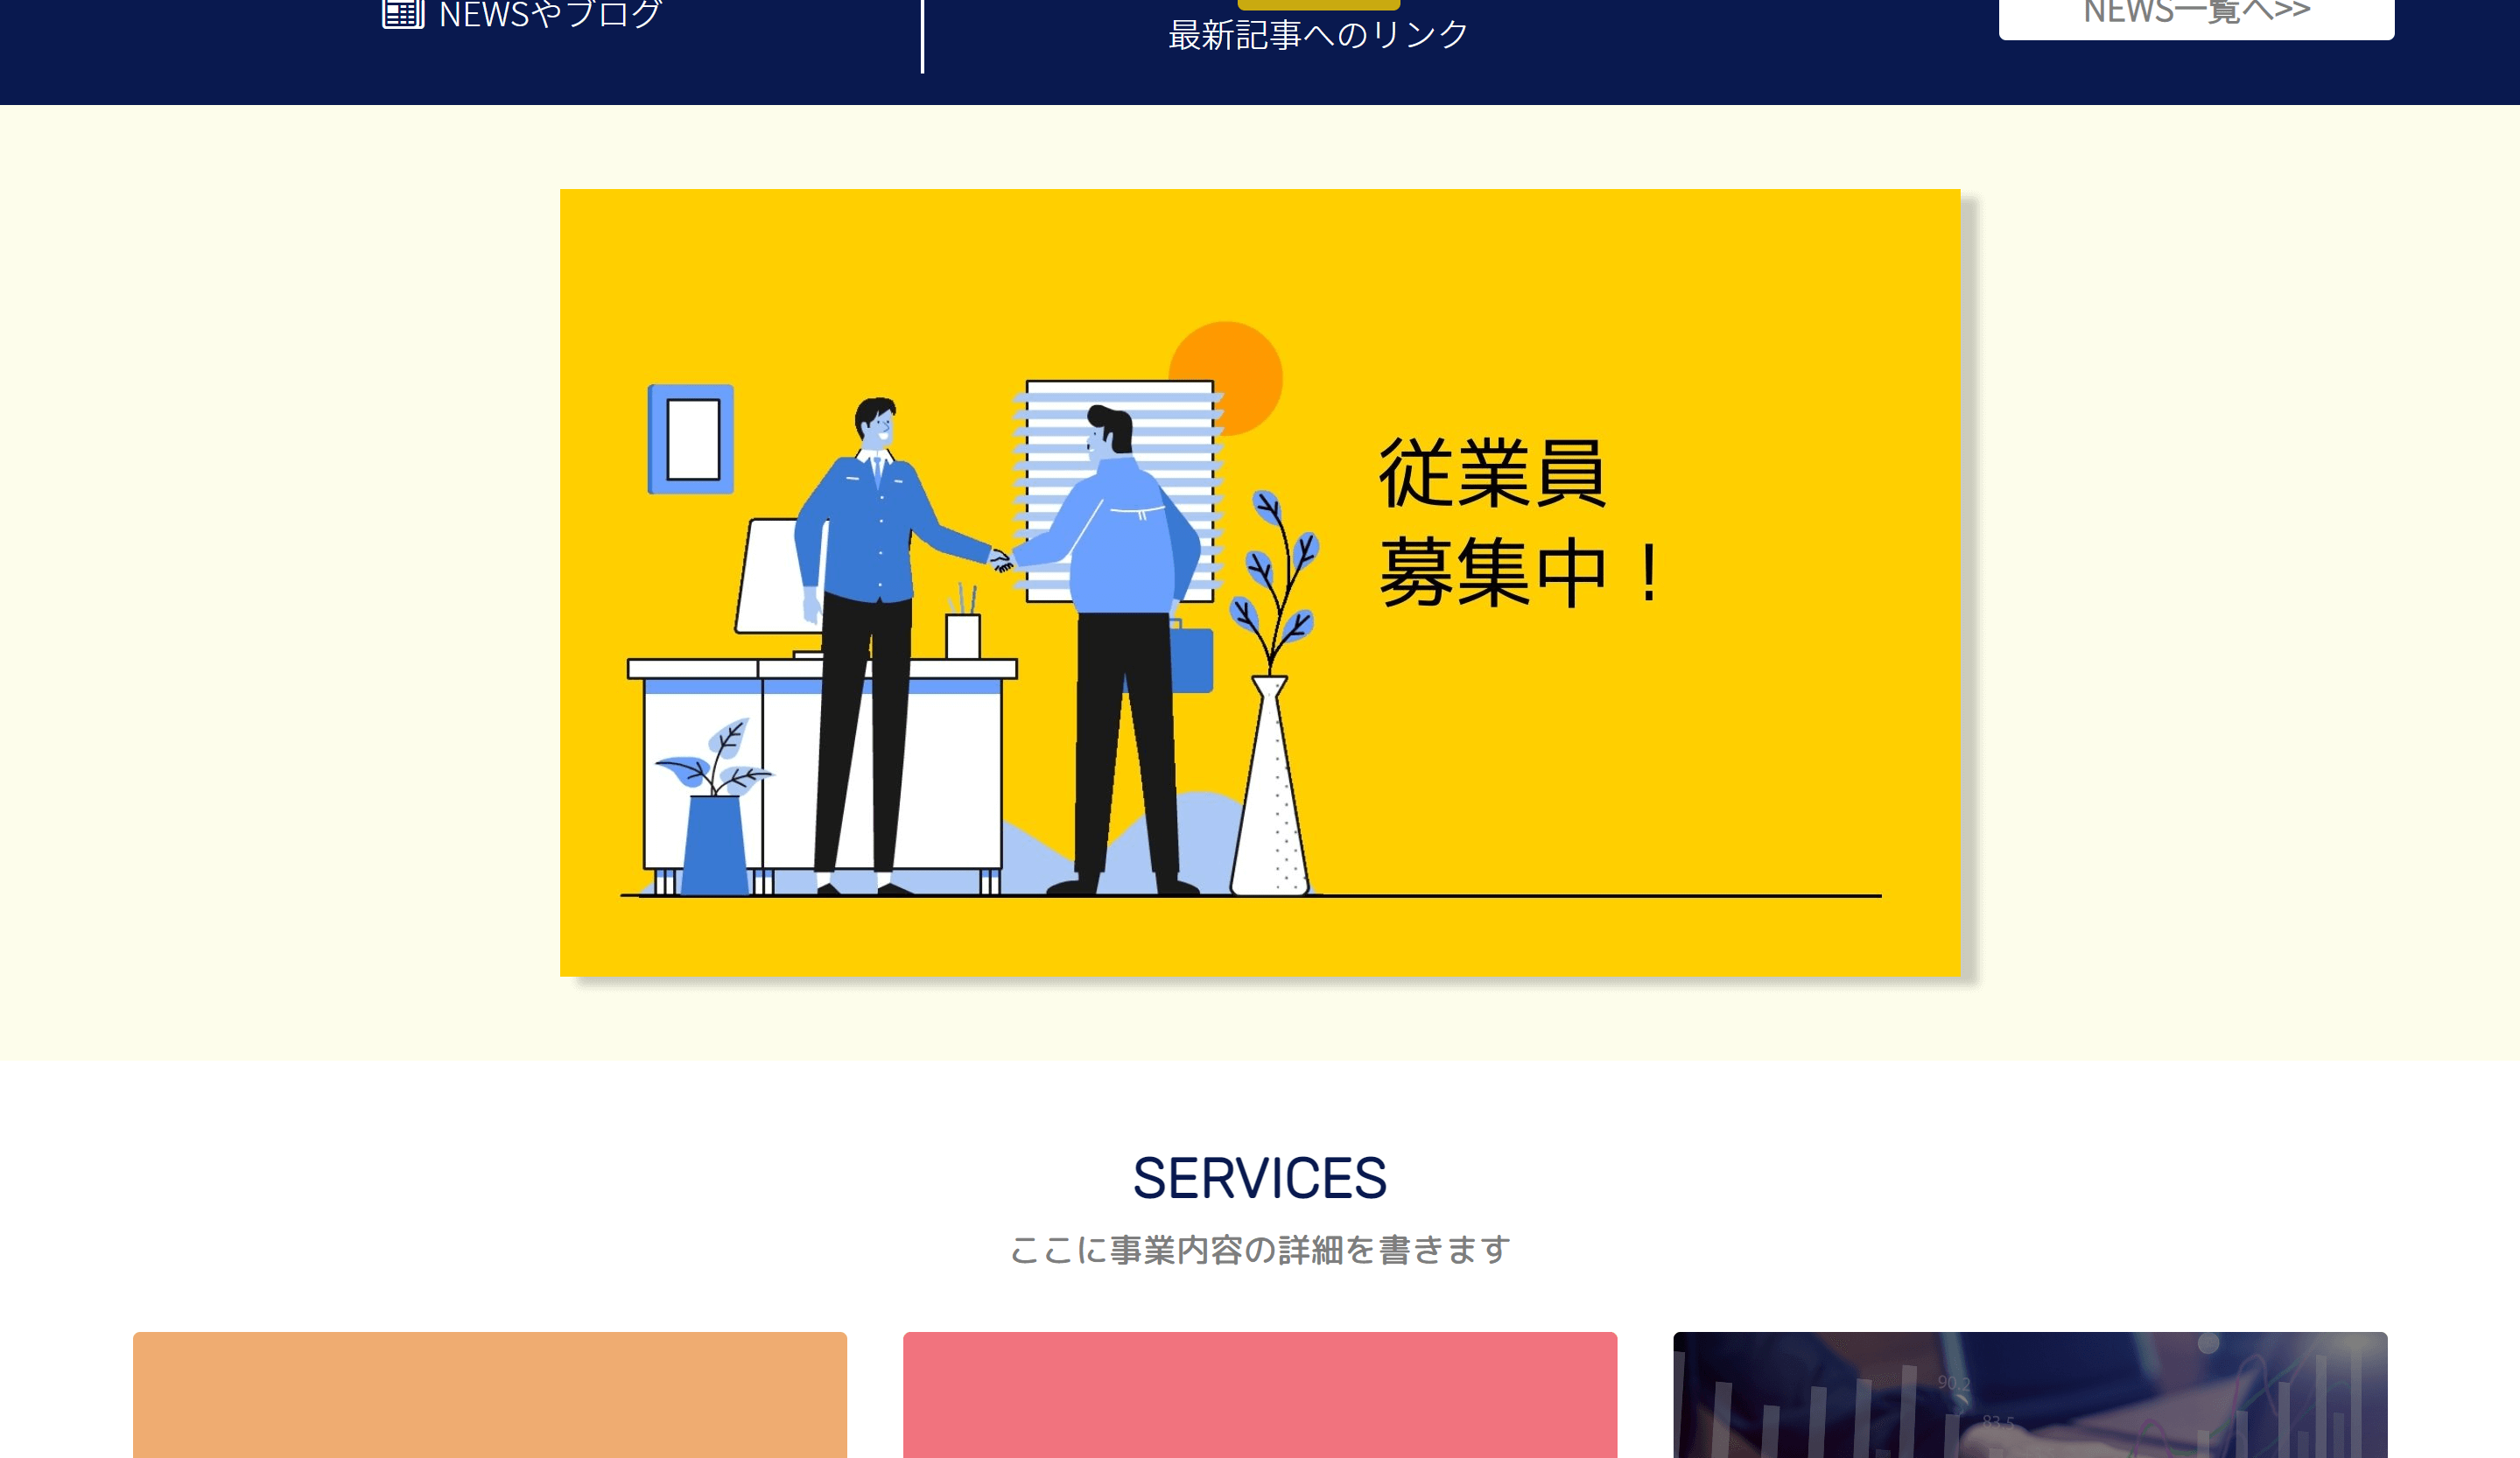 NEWSやブログ
最新記事へのリンク
NEWS一覧へ>>
従業員
募集中！
SERVICES
ここに事業内容の詳細を書きます
90.2
83.5